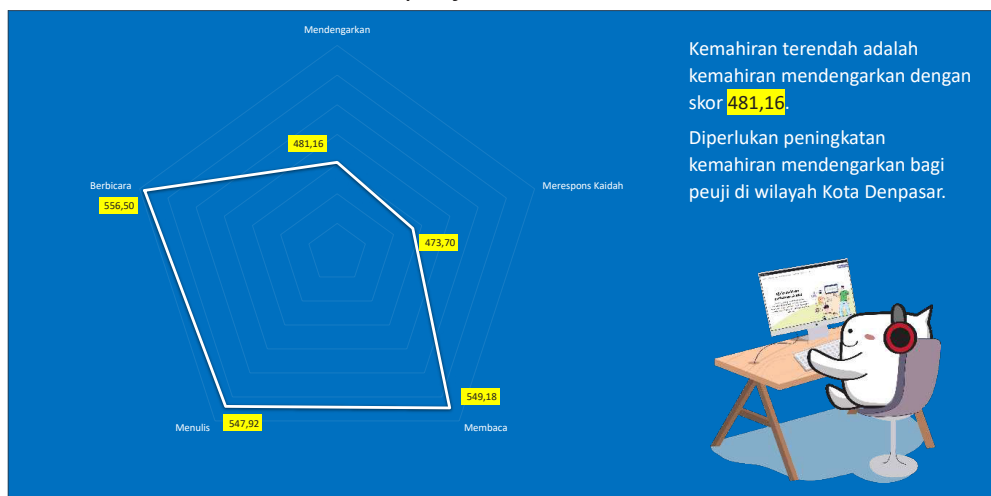 Mendengarkan
481,16
Berbicara
556,50
Merespons Kaidah
473,70
549,18
Membaca
547,92
Menulis
Kemahiran terendah adalah
kemahiran mendengarkan dengan
skor 481,16.
Diperlukan peningkatan
kemahiran mendengarkan bagi
peuji di wilayah Kota Denpasar.